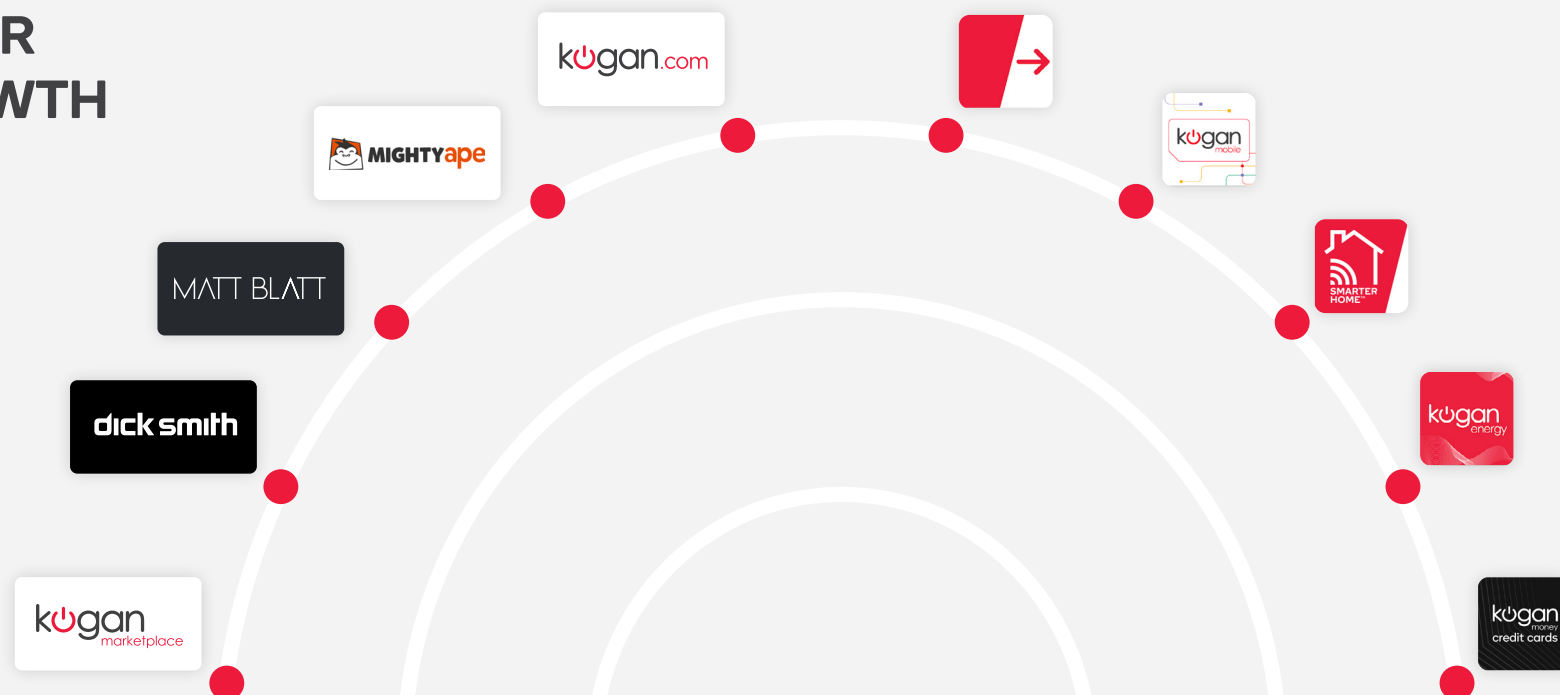 R
WTH
kogan.com
MIGHTYape
kogan
mobile
MATT BLATT
SMARTER
HOME™
dick smith
kogan
energy
kogan
marketplace
kogan
money
credit cards